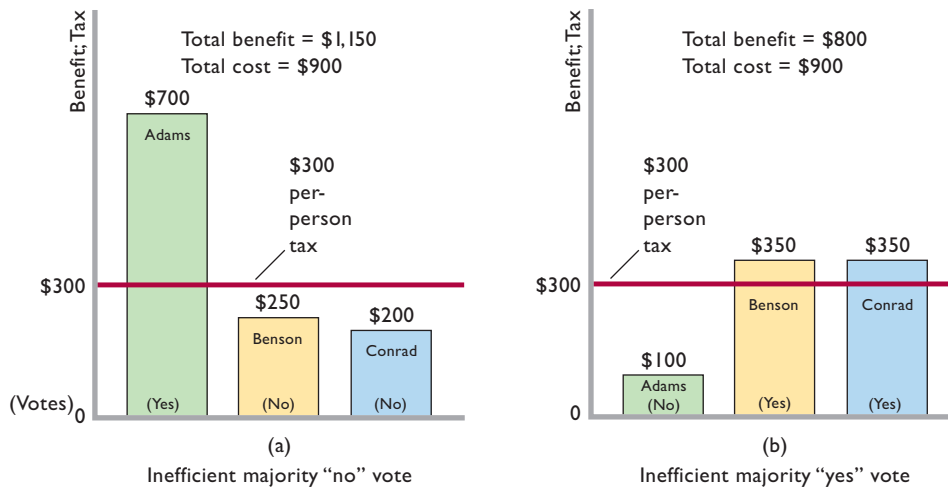 Benefit; Tax
Total benefit = $1,150
Total cost = $900
$700
Adams
$300
per-
person
tax
$300
$250
Benson
$200
Conrad
(Votes)
0
(Yes)
(No)
(No)
(a)
Inefficient majority “no” vote
Benefit; Tax
Total benefit = $800
Total cost = $900
$300
per-
person
tax
$350
$350
$300
Benson
Conrad
$100
Adams
(No)
(Yes)
(Yes)
0
(b)
Inefficient majority “yes” vote